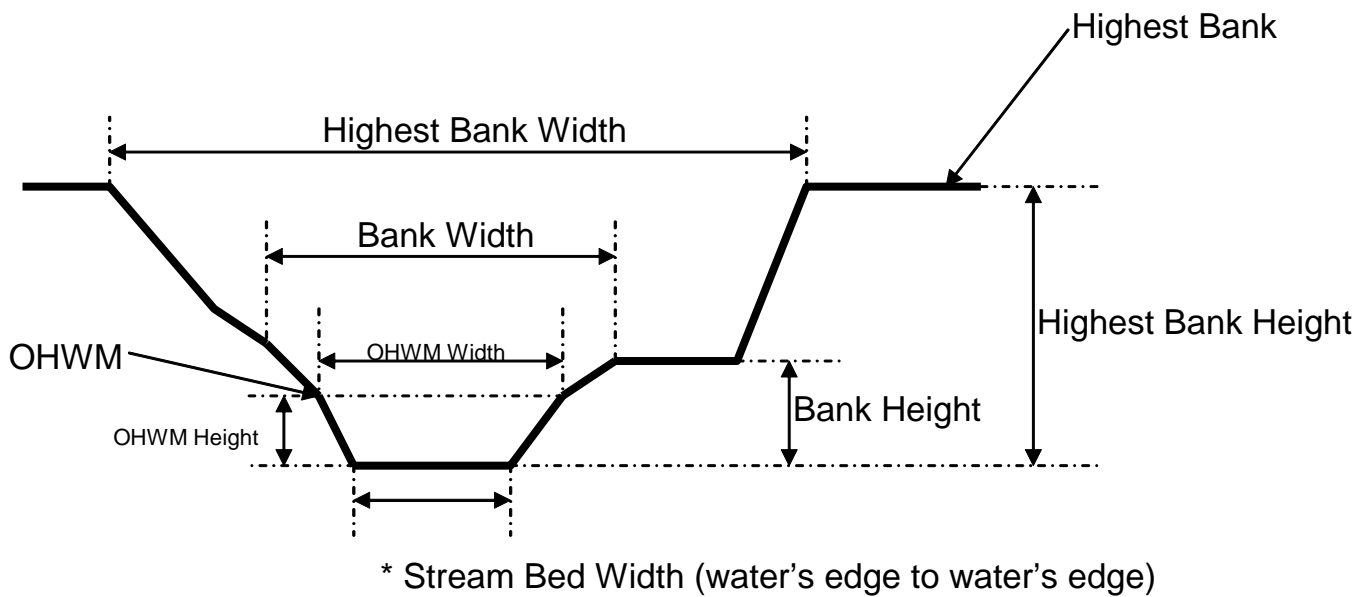 Highest Bank
Highest Bank Width
Bank Width
Highest Bank Height
OHWM
OHWM Width
Bank Height
OHWM Height
* Stream Bed Width (water's edge to water's edge)